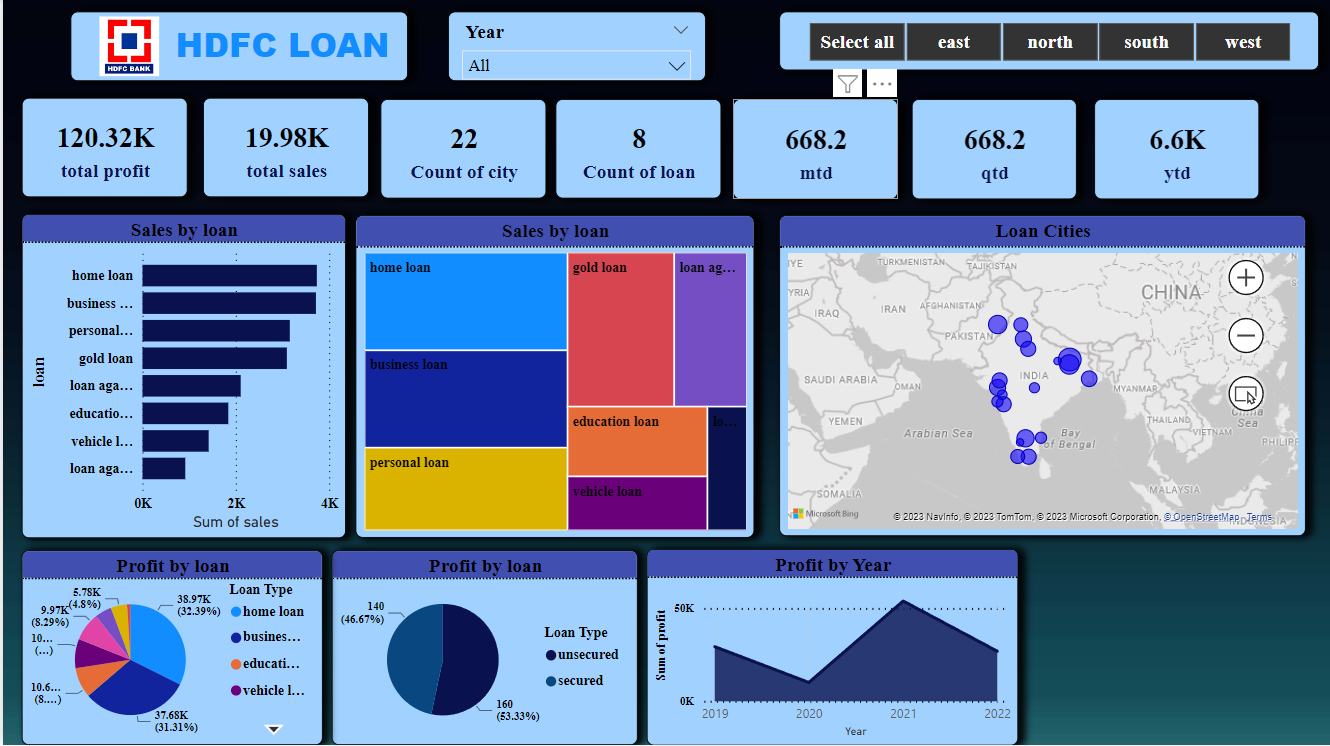 HDFC BANK
HDFC LOAN
Year
All
Select all
east
north
south
west
120.32K
total profit
19.98K
total sales
22
Count of city
8
Count of loan
668.2
mtd
668.2
qtd
6.6K
ytd
Sales by loan
loan
home loan
business ...
personal...
gold loan
loan aga...
educatio...
vehicle l...
loan aga...
0K
2K
4K
Sum of sales
Sales by loan
home loan
business loan
personal loan
gold loan
loan ag...
education loan
vehicle loan
lo...
Loan Cities
TURKMENISTAN
TAJIKISTAN
CHINA
IRAQ
IRAN
AFGHANISTAN
PAKISTAN
SAUDI ARABIA
OMAN
INDIA
MYANMAR
China
Sea
YEMEN
Arabian Sea
Bay
of Bengal
THAILAND
VIETNAM
SOMALIA
MALAYSIA
Microsoft Bing
© 2023 NavInfo, © 2023 TomTom, © 2023 Microsoft Corporation, © OpenStreetMap Terms
Profit by loan
5.78K
(4.8%)
9.97K
(8.29%)
10...
(...)
10.6...
(8....)
38.97K
(32.39%)
37.68K
(31.31%)
Loan Type
home loan
busines...
educati...
vehicle l...
Profit by loan
140
(46.67%)
160
(53.33%)
Loan Type
unsecured
secured
Profit by Year
Sum of profit
50K
0K
2019
2020
2021
2022
Year